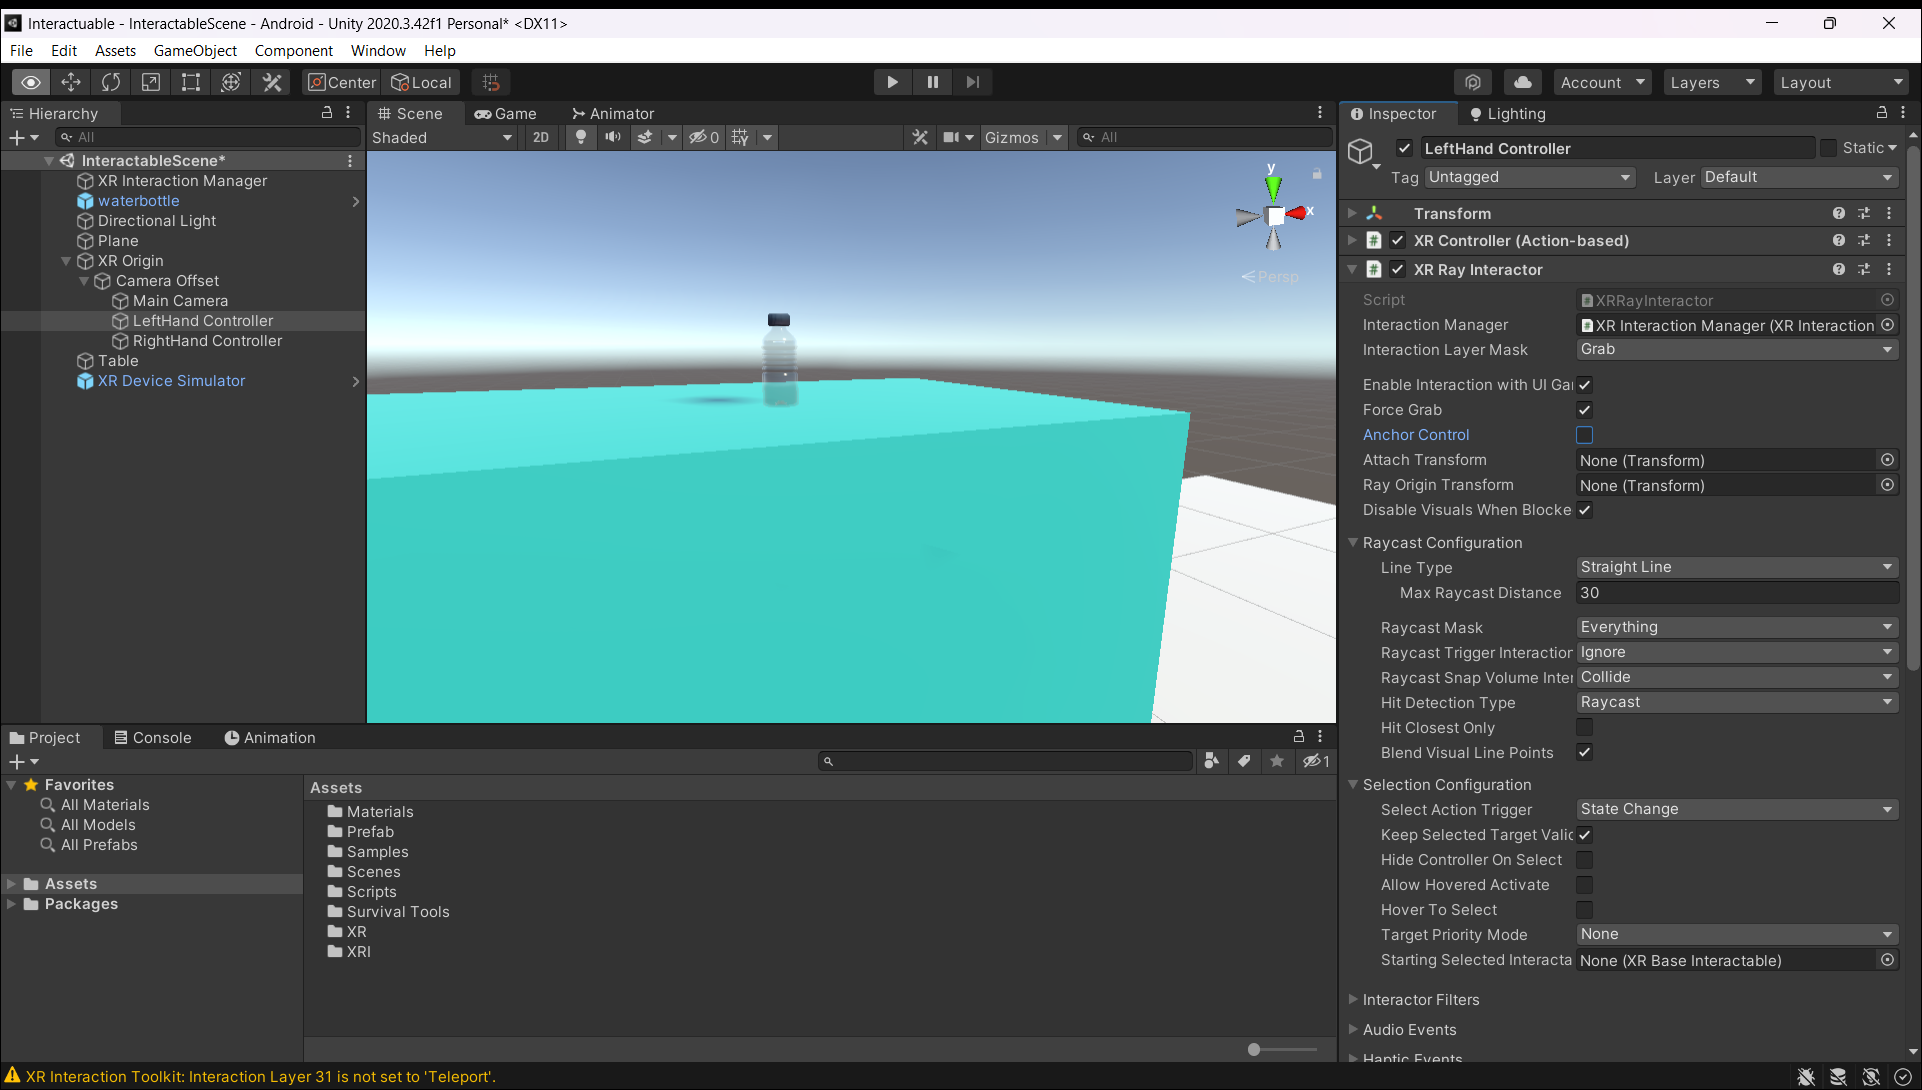 Interactuable - InteractableScene - Android - Unity 2020.3.42f1 Personal* <DX11>
File Edit Assets GameObject Component Window Help
Center Local Account Layers Layout
Hierarchy
All
InteractableScene*
XR Interaction Manager
waterbottle
Directional Light
Plane
XR Origin
Camera Offset
Main Camera
LeftHand Controller
RightHand Controller
Table
XR Device Simulator
Scene Game Animator
Shaded 2D 0 Gizmos All
y
x
Persp
Inspector Lighting
LeftHand Controller Static
Tag Untagged Layer Default
Transform
XR Controller (Action-based)
XR Ray Interactor
Script XRRayInteractor
Interaction Manager XR Interaction Manager (XR Interaction
Interaction Layer Mask Grab
Enable Interaction with UI Gar
Force Grab
Anchor Control
Attach Transform None (Transform)
Ray Origin Transform None (Transform)
Disable Visuals When Blocke
Raycast Configuration
Line Type Straight Line
Max Raycast Distance 30
Raycast Mask Everything
Raycast Trigger Interaction Ignore
Raycast Snap Volume Inter Collide
Hit Detection Type Raycast
Hit Closest Only
Blend Visual Line Points
Selection Configuration
Select Action Trigger State Change
Keep Selected Target Valid
Hide Controller On Select
Allow Hovered Activate
Hover To Select
Target Priority Mode None
Starting Selected Interacta None (XR Base Interactable)
Interactor Filters
Audio Events
Haptic Events
Project Console Animation
1
Favorites
All Materials
All Models
All Prefabs
Assets
Packages
Assets
Materials
Prefab
Samples
Scenes
Scripts
Survival Tools
XR
XRI
XR Interaction Toolkit: Interaction Layer 31 is not set to 'Teleport'.